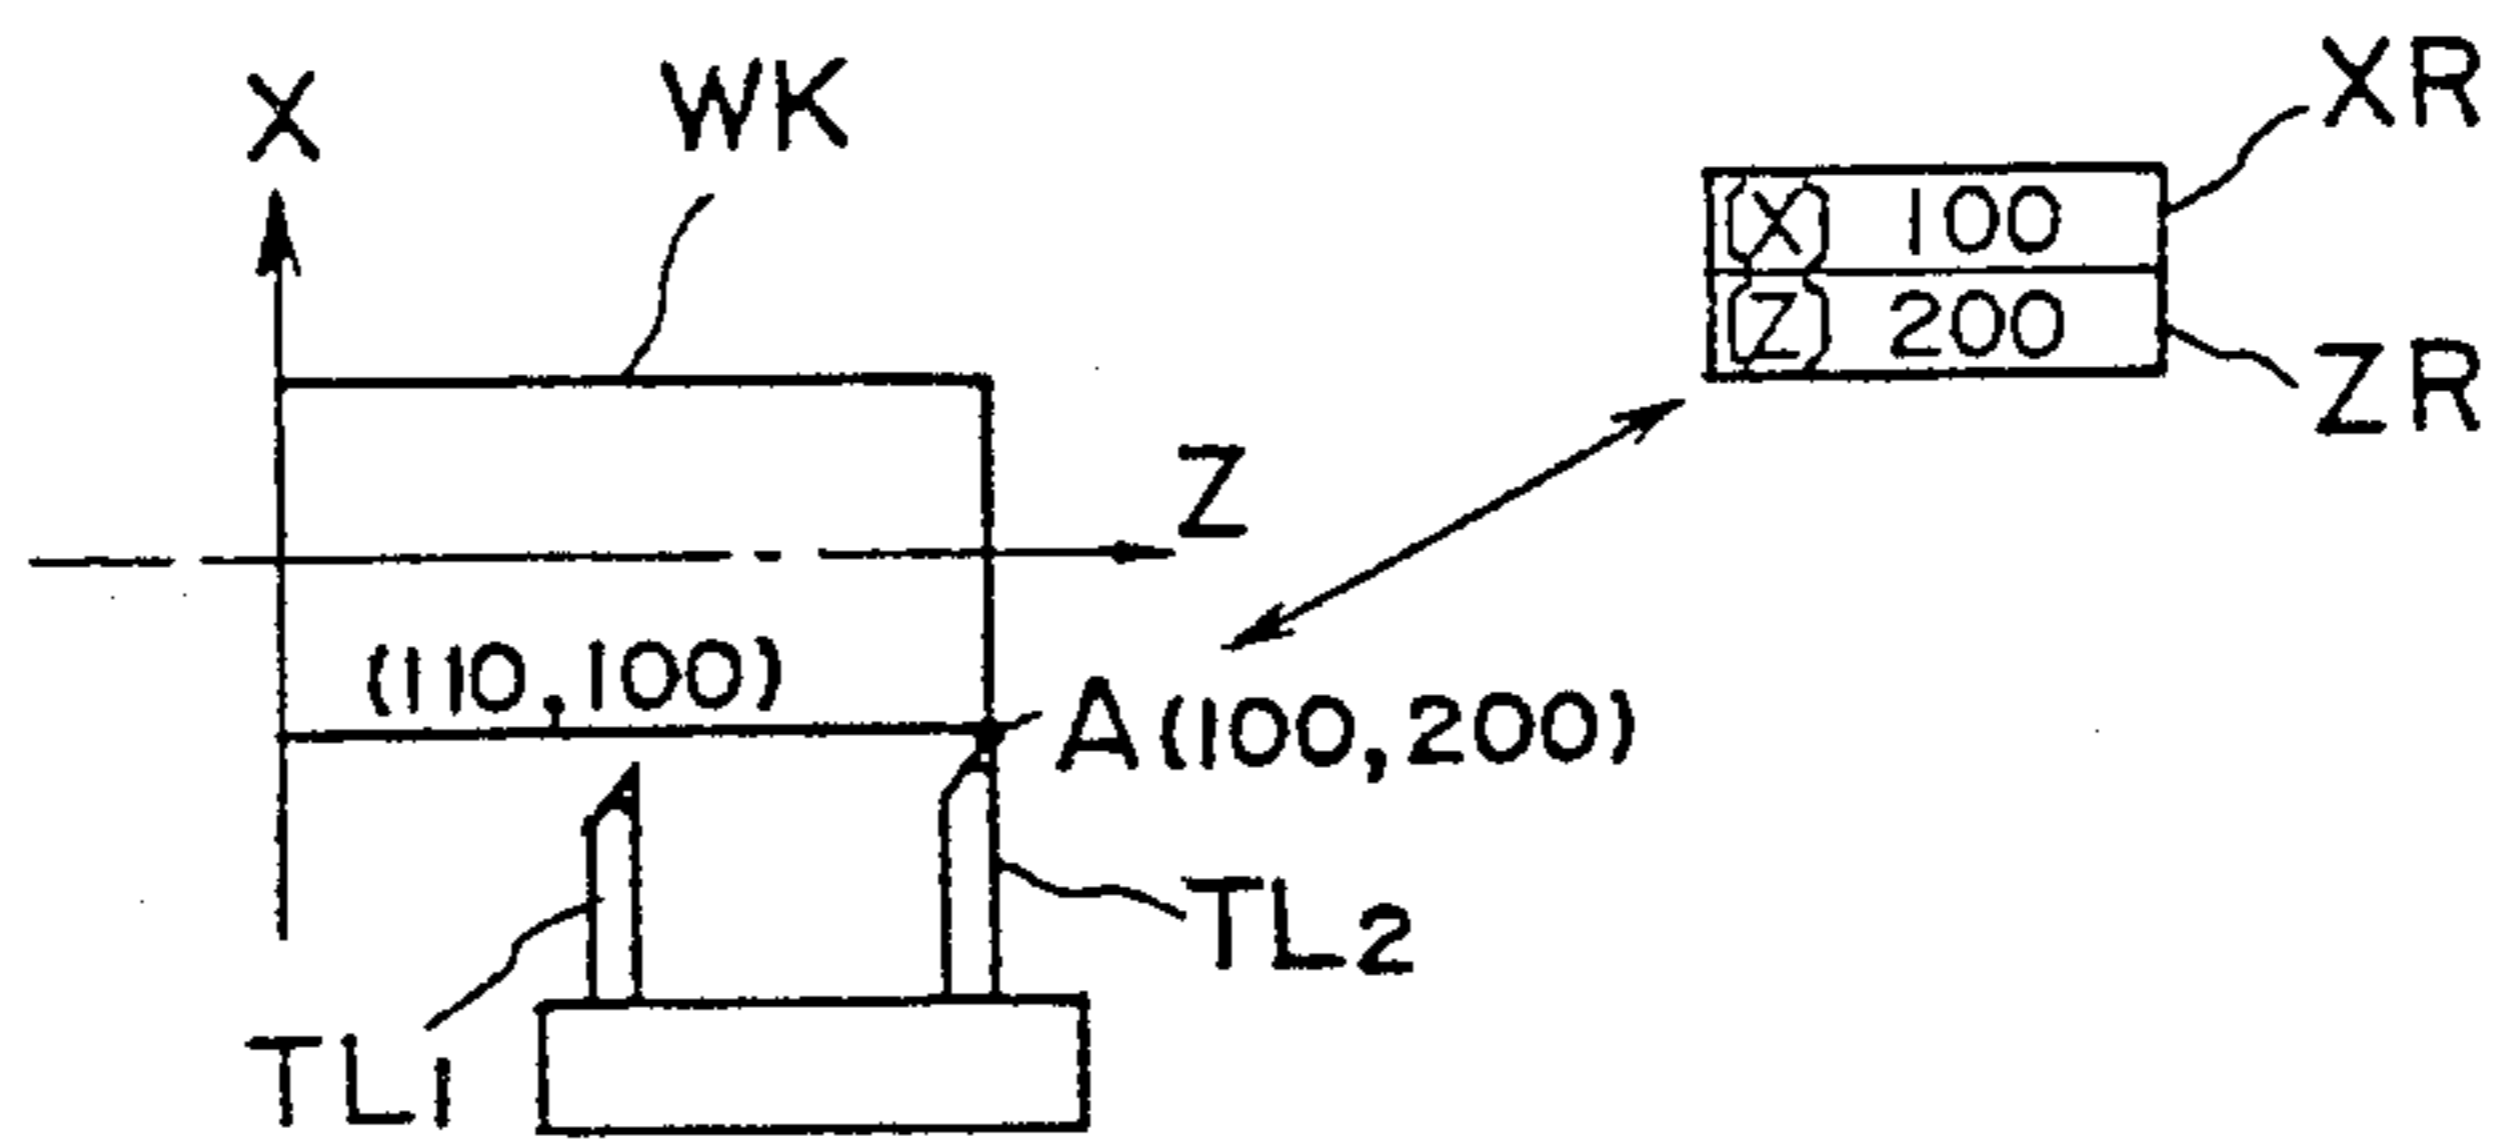 X
WK
XR
(X) 100
(Z) 200
ZR
Z
(110,100)
A(100,200)
TL2
TL1